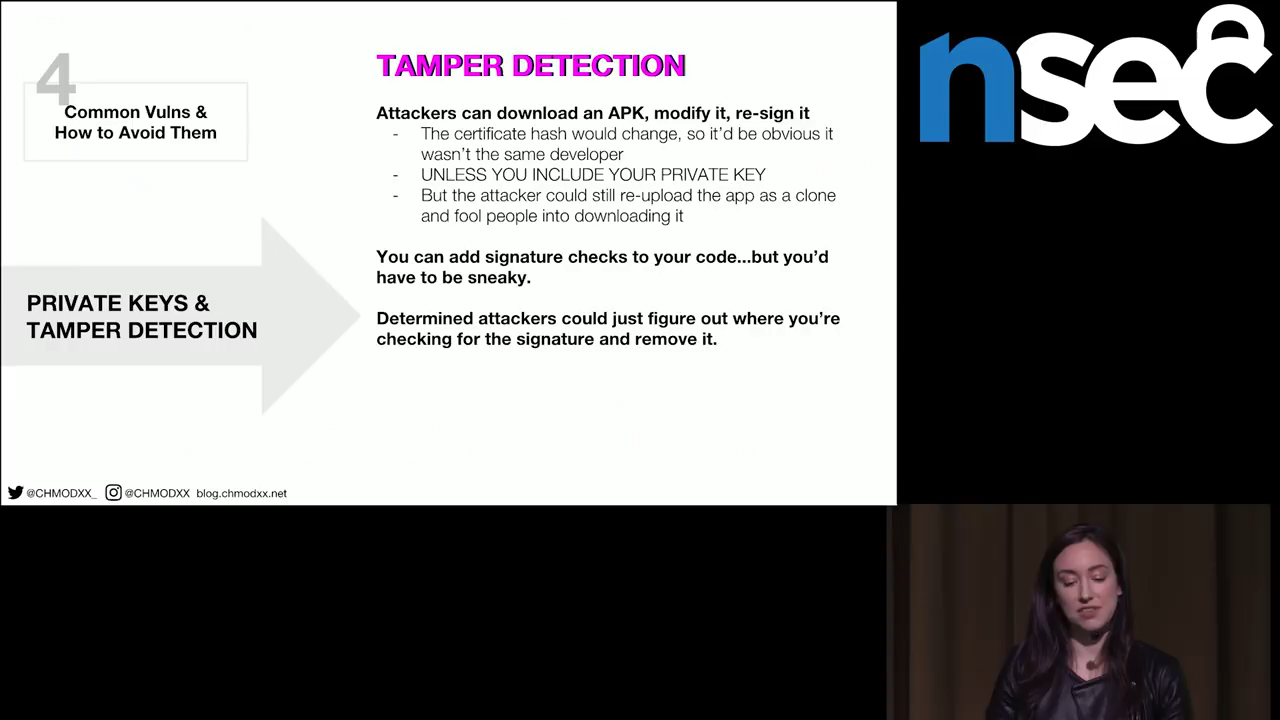 4
Common Vulns &
How to Avoid Them
PRIVATE KEYS &
TAMPER DETECTION
TAMPER DETECTION
Attackers can download an APK, modify it, re-sign it
- The certificate hash would change, so it’d be obvious it
wasn’t the same developer
- UNLESS YOU INCLUDE YOUR PRIVATE KEY
- But the attacker could still re-upload the app as a clone
and fool people into downloading it
You can add signature checks to your code...but you’d
have to be sneaky.
Determined attackers could just figure out where you’re
checking for the signature and remove it.
@CHMODXX_ @CHMODXX blog.chmodxx.net
nsec